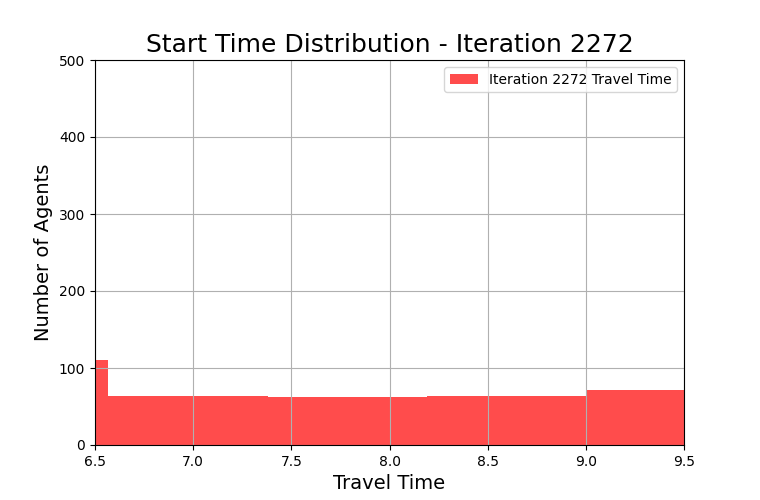 Start Time Distribution - Iteration 2272
500
Iteration 2272 Travel Time
400
300
200
100
0
Number of Agents
6.5 7.0 7.5 8.0 8.5 9.0 9.5
Travel Time